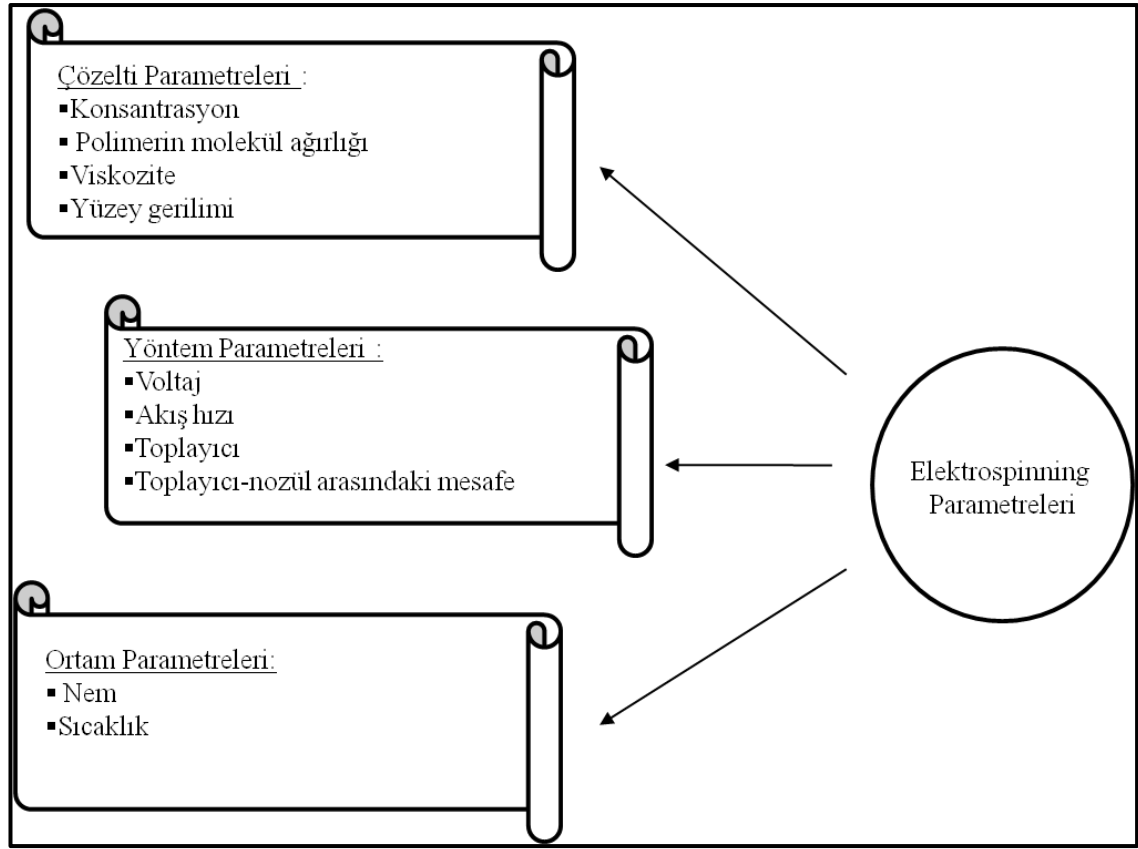 Çözelti Parametreleri :
▪Konsantrasyon
▪ Polimerin molekül ağırlığı
▪Viskozite
▪Yüzey gerilimi
Yöntem Parametreleri :
▪Voltaj
▪Akış hızı
▪Toplayıcı
▪Toplayıcı-nozül arasındaki mesafe
Elektrospinning
Parametreleri
Ortam Parametreleri:
▪ Nem
▪Sıcaklık